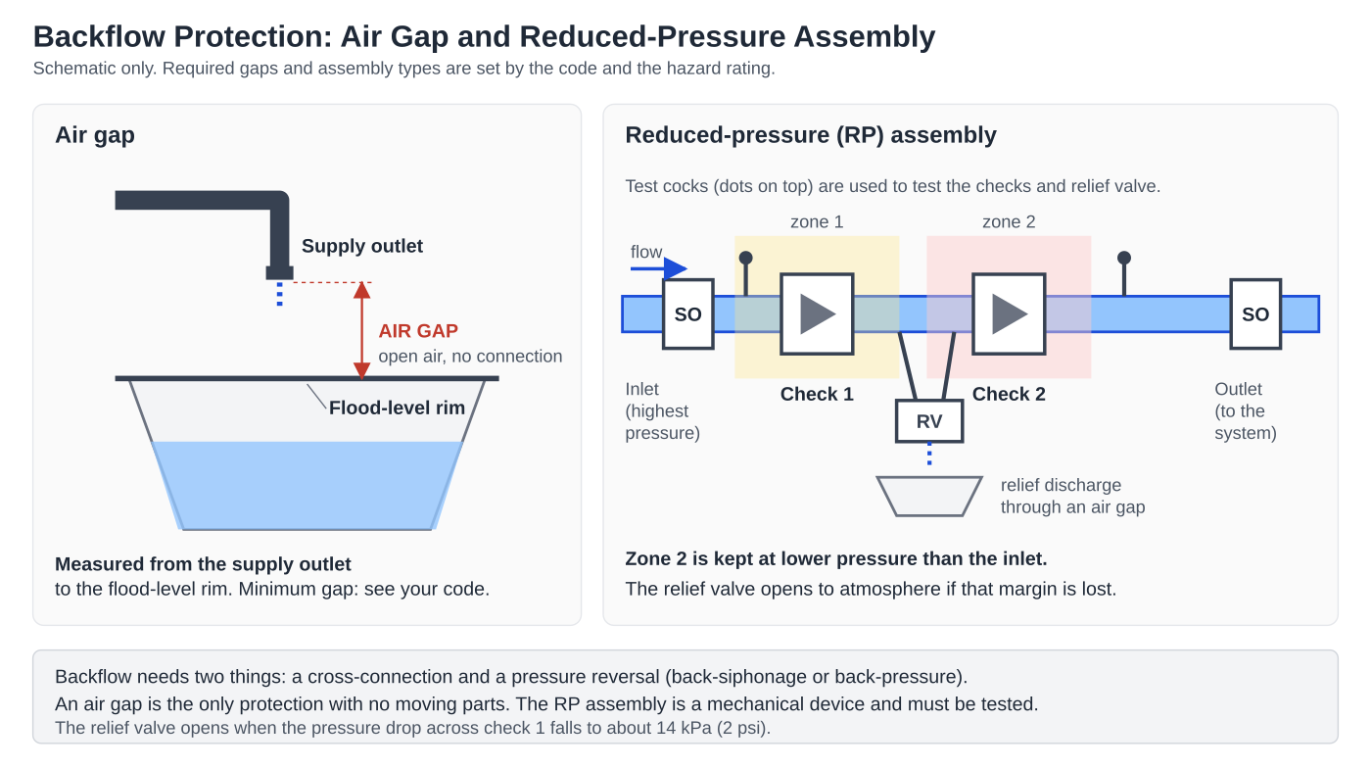 Backflow Protection: Air Gap and Reduced-Pressure Assembly
Schematic only. Required gaps and assembly types are set by the code and the hazard rating.
Air gap
Supply outlet
AIR GAP
open air, no connection
Flood-level rim
Measured from the supply outlet
to the flood-level rim. Minimum gap: see your code.
Reduced-pressure (RP) assembly
Test cocks (dots on top) are used to test the checks and relief valve.
zone 1
zone 2
flow
SO
SO
Inlet
(highest
pressure)
Check 1
Check 2
Outlet
(to the
system)
RV
relief discharge
through an air gap
Zone 2 is kept at lower pressure than the inlet.
The relief valve opens to atmosphere if that margin is lost.
Backflow needs two things: a cross-connection and a pressure reversal (back-siphonage or back-pressure).
An air gap is the only protection with no moving parts. The RP assembly is a mechanical device and must be tested.
The relief valve opens when the pressure drop across check 1 falls to about 14 kPa (2 psi).